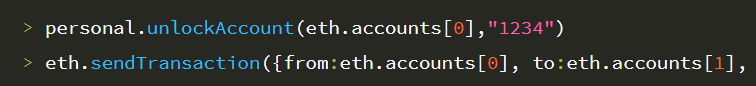 > personal.unlockAccount(eth.accounts[0],"1234")
> eth.sendTransaction({from:eth.accounts[0], to:eth.accounts[1],